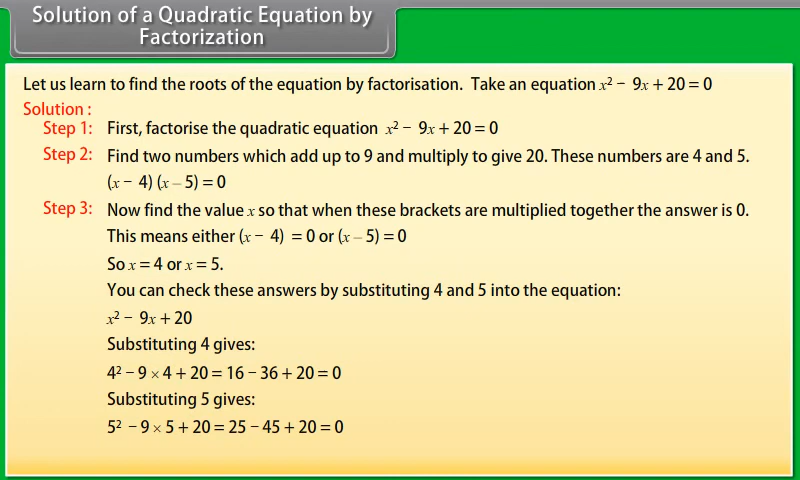 Solution of a Quadratic Equation by
Factorization
Let us learn to find the roots of the equation by factorisation. Take an equation x² − 9x + 20 = 0
Solution :
Step 1: First, factorise the quadratic equation x² − 9x + 20 = 0
Step 2: Find two numbers which add up to 9 and multiply to give 20. These numbers are 4 and 5.
(x − 4) (x − 5) = 0
Step 3: Now find the value x so that when these brackets are multiplied together the answer is 0.
This means either (x − 4) = 0 or (x − 5) = 0
So x = 4 or x = 5.
You can check these answers by substituting 4 and 5 into the equation:
x² − 9x + 20
Substituting 4 gives:
4² − 9 × 4 + 20 = 16 − 36 + 20 = 0
Substituting 5 gives:
5² − 9 × 5 + 20 = 25 − 45 + 20 = 0